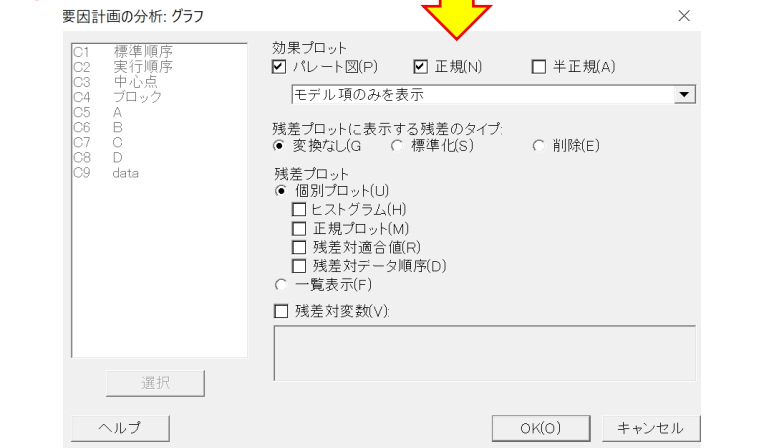 要因計画の分析: グラフ
C1 標準順序
C2 実行順序
C3 中心点
C4 ブロック
C5 A
C6 B
C7 C
C8 D
C9 data
選択
ヘルプ
効果プロット
パレート図(P) 正規(N) 半正規(A)
モデル項のみを表示
残差プロットに表示する残差のタイプ:
変換なし(G 標準化(S) 削除(E)
残差プロット
個別プロット(U)
ヒストグラム(H)
正規プロット(M)
残差対適合値(R)
残差対データ順序(D)
一覧表示(F)
残差対変数(V):
OK(O) キャンセル